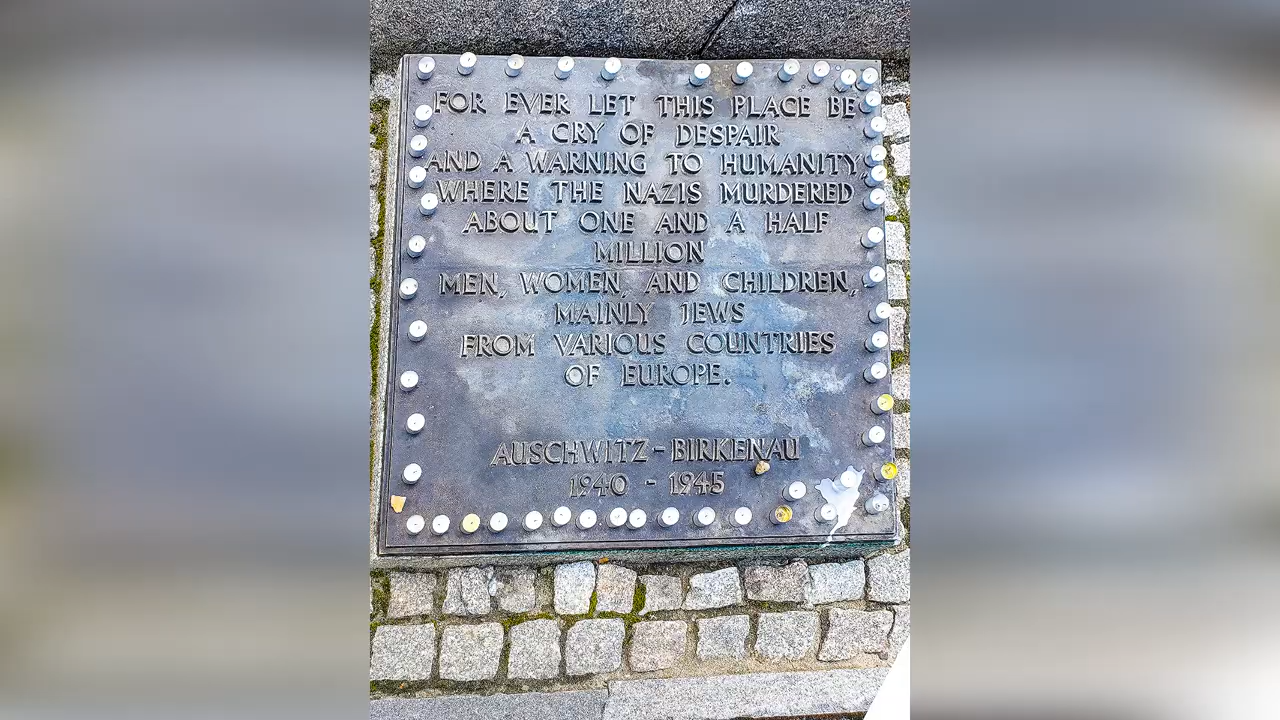 FOR EVER LET THIS PLACE BE
A CRY OF DESPAIR
AND A WARNING TO HUMANITY,
WHERE THE NAZIS MURDERED
ABOUT ONE AND A HALF
MILLION
MEN, WOMEN, AND CHILDREN,
MAINLY JEWS
FROM VARIOUS COUNTRIES
OF EUROPE.
AUSCHWITZ - BIRKENAU
1940 - 1945